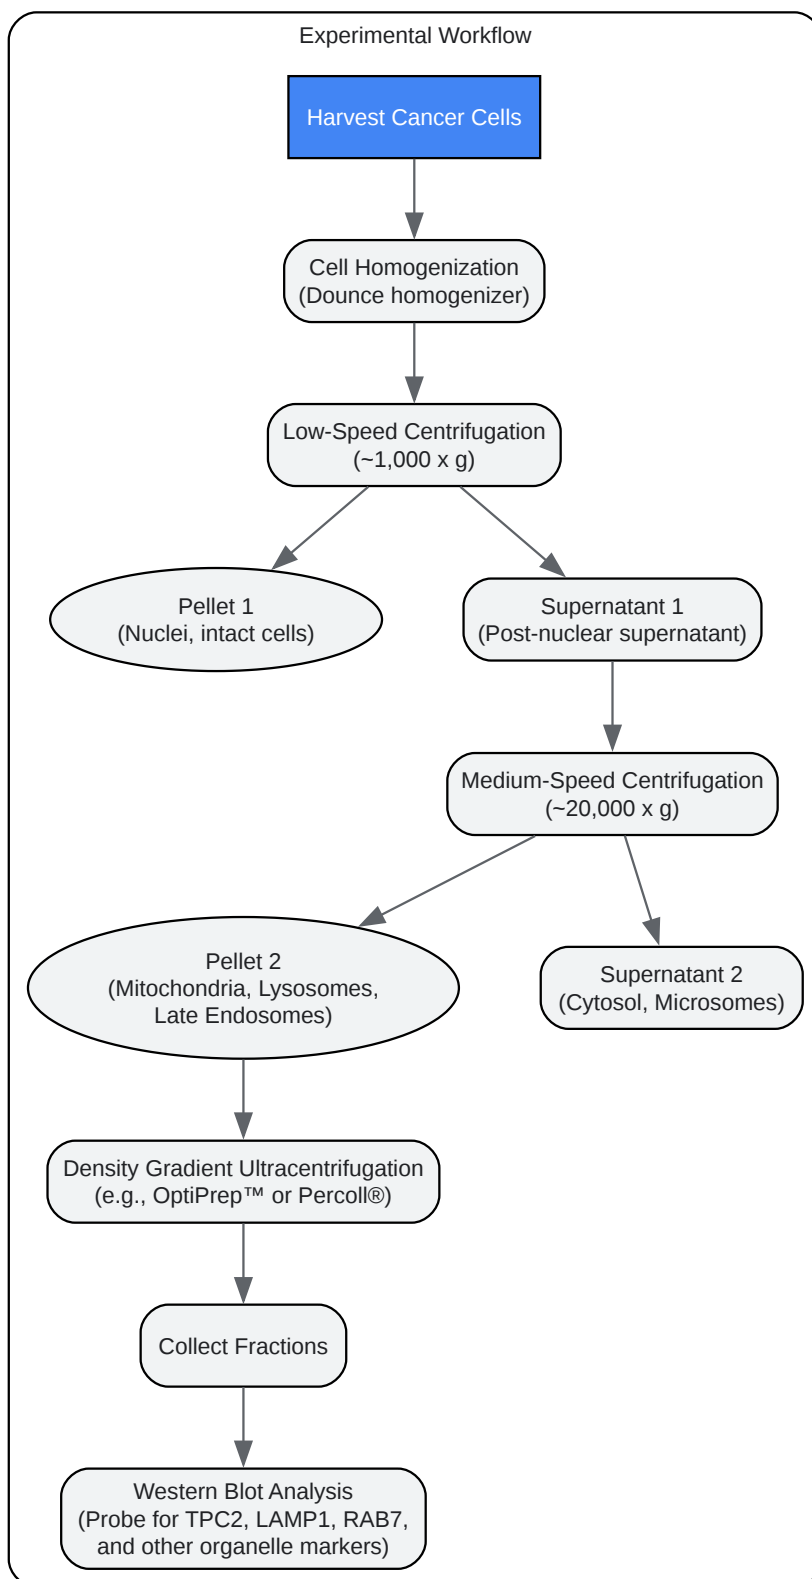 Experimental Workflow
Harvest Cancer Cells
Cell Homogenization
(Dounce homogenizer)
Low-Speed Centrifugation
(~1,000 x g)
Pellet 1
(Nuclei, intact cells)
Supernatant 1
(Post-nuclear supernatant)
Medium-Speed Centrifugation
(~20,000 x g)
Pellet 2
(Mitochondria, Lysosomes,
Late Endosomes)
Supernatant 2
(Cytosol, Microsomes)
Density Gradient Ultracentrifugation
(e.g., OptiPrep™ or Percoll®)
Collect Fractions
Western Blot Analysis
(Probe for TPC2, LAMP1, RAB7,
and other organelle markers)